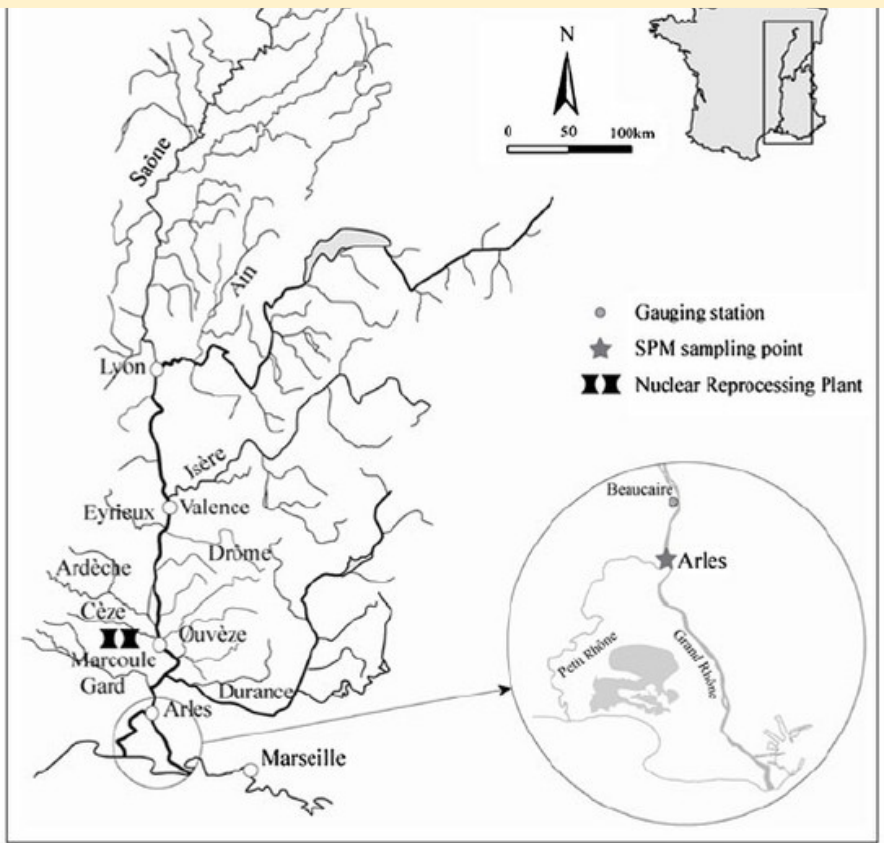 N
0 50 100km
Saône
Ain
Gauging station
SPM sampling point
Nuclear Reprocessing Plant
Lyon
Isère
Eyrieux
Valence
Beaucaire
Drôme
Arles
Ardèche
Cèze
Ouvèze
Marcoule
Gard
Durance
Petit Rhône
Grand Rhône
Arles
Marseille